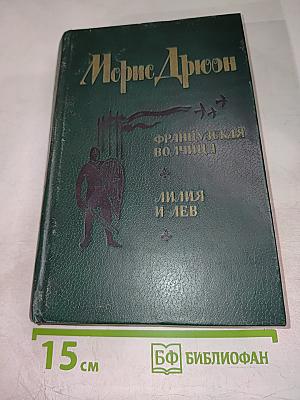 Морис Дрюон
ФРАНЦУЗСКАЯ
ВОЛЧИЦА
ЛИЛИЯ
И ЛЕВ
15 см
БФ БИБЛИОФАН